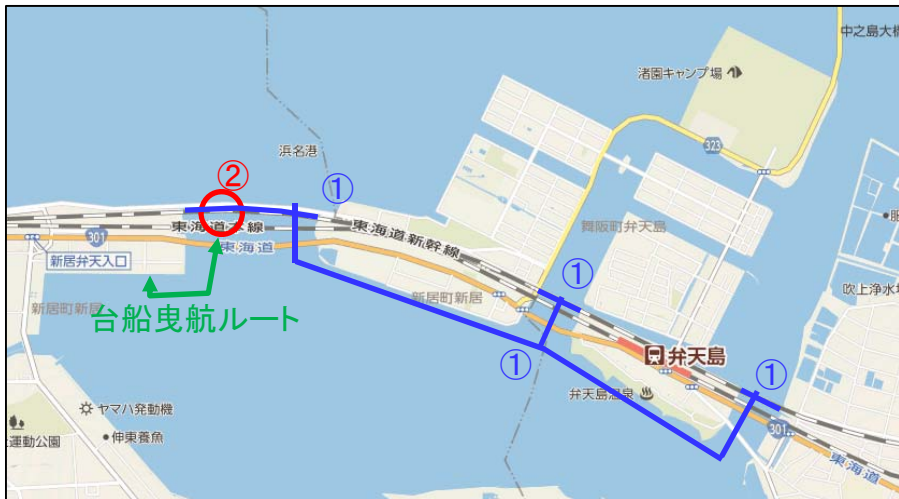 中之島大橋
渚園キャンプ場
323
浜名港
②
①
東海道本線
東海道新幹線
舞阪町弁天島
301
東海道
新居弁天入口
新居町新居
①
新居町新居
吹上浄水場
台船曳航ルート
①
弁天島
①
弁天島温泉
ヤマハ発動機
301
運動公園
伸東養魚
東海道